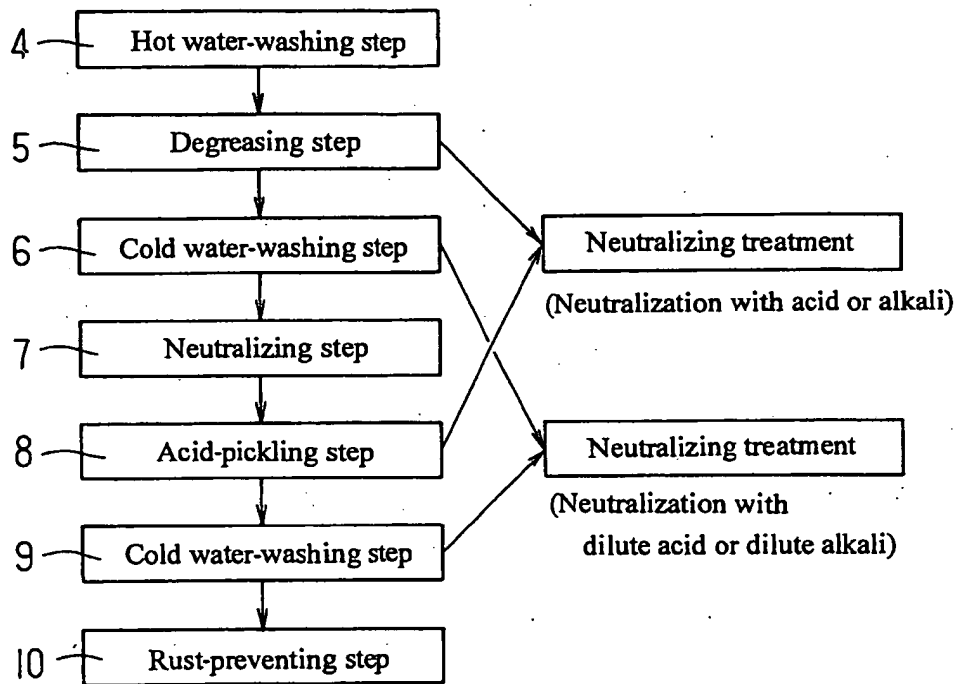 4 Hot water-washing step
5 Degreasing step
6 Cold water-washing step
Neutralizing treatment
(Neutralization with acid or alkali)
7 Neutralizing step
8 Acid-pickling step
Neutralizing treatment
(Neutralization with
dilute acid or dilute alkali)
9 Cold water-washing step
10 Rust-preventing step